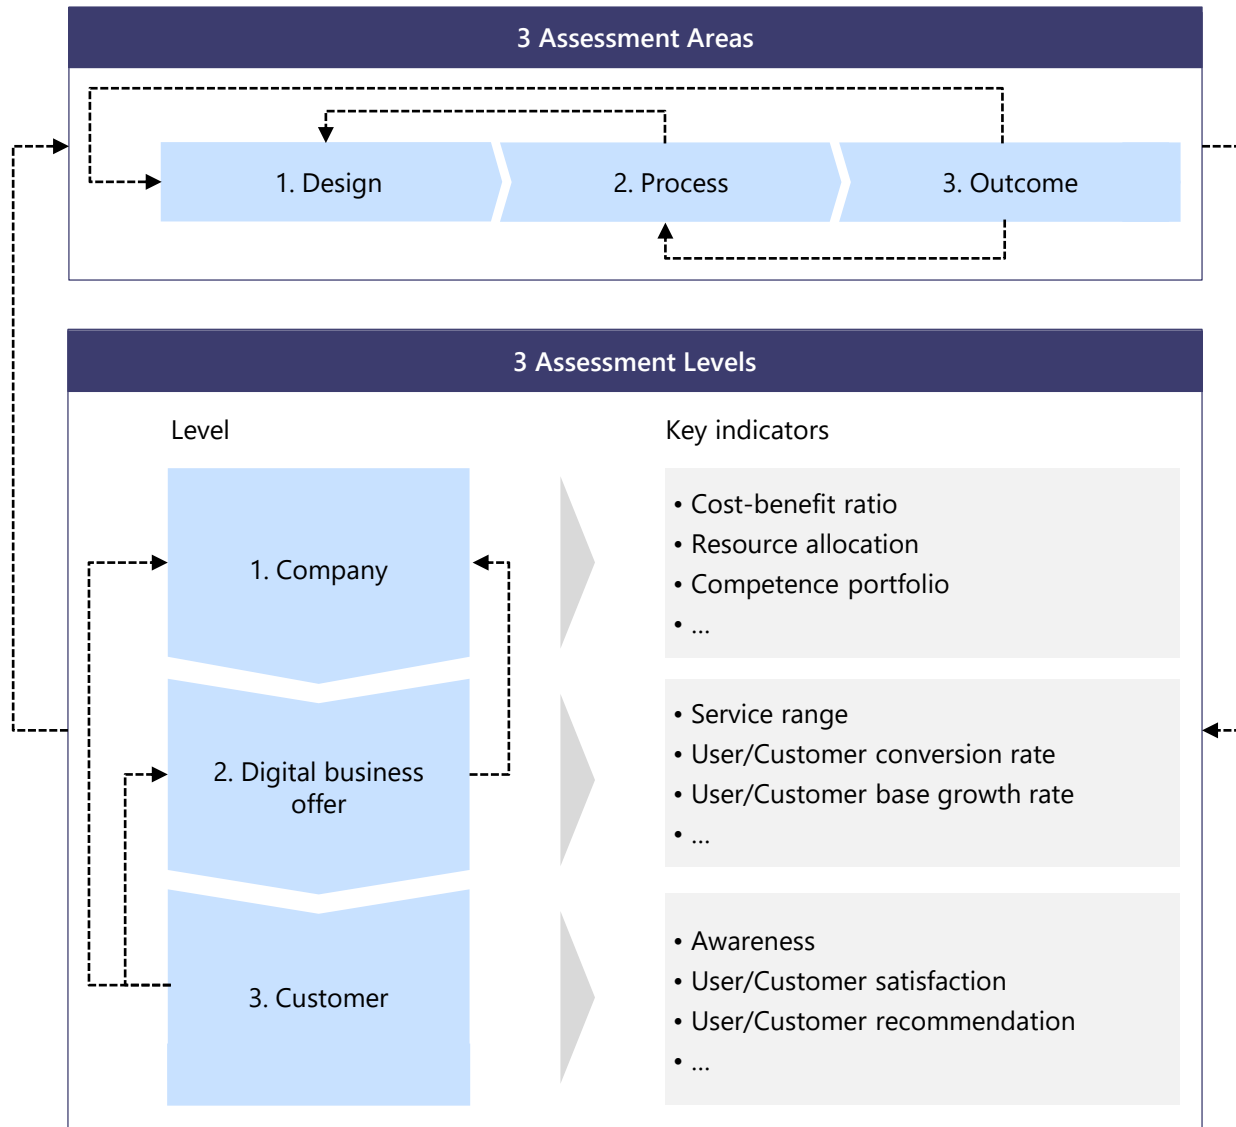 3 Assessment Areas
1. Design
2. Process
3. Outcome
3 Assessment Levels
Level
Key indicators
1. Company
• Cost-benefit ratio
• Resource allocation
• Competence portfolio
• ...
2. Digital business
offer
• Service range
• User/Customer conversion rate
• User/Customer base growth rate
• ...
3. Customer
• Awareness
• User/Customer satisfaction
• User/Customer recommendation
• ...